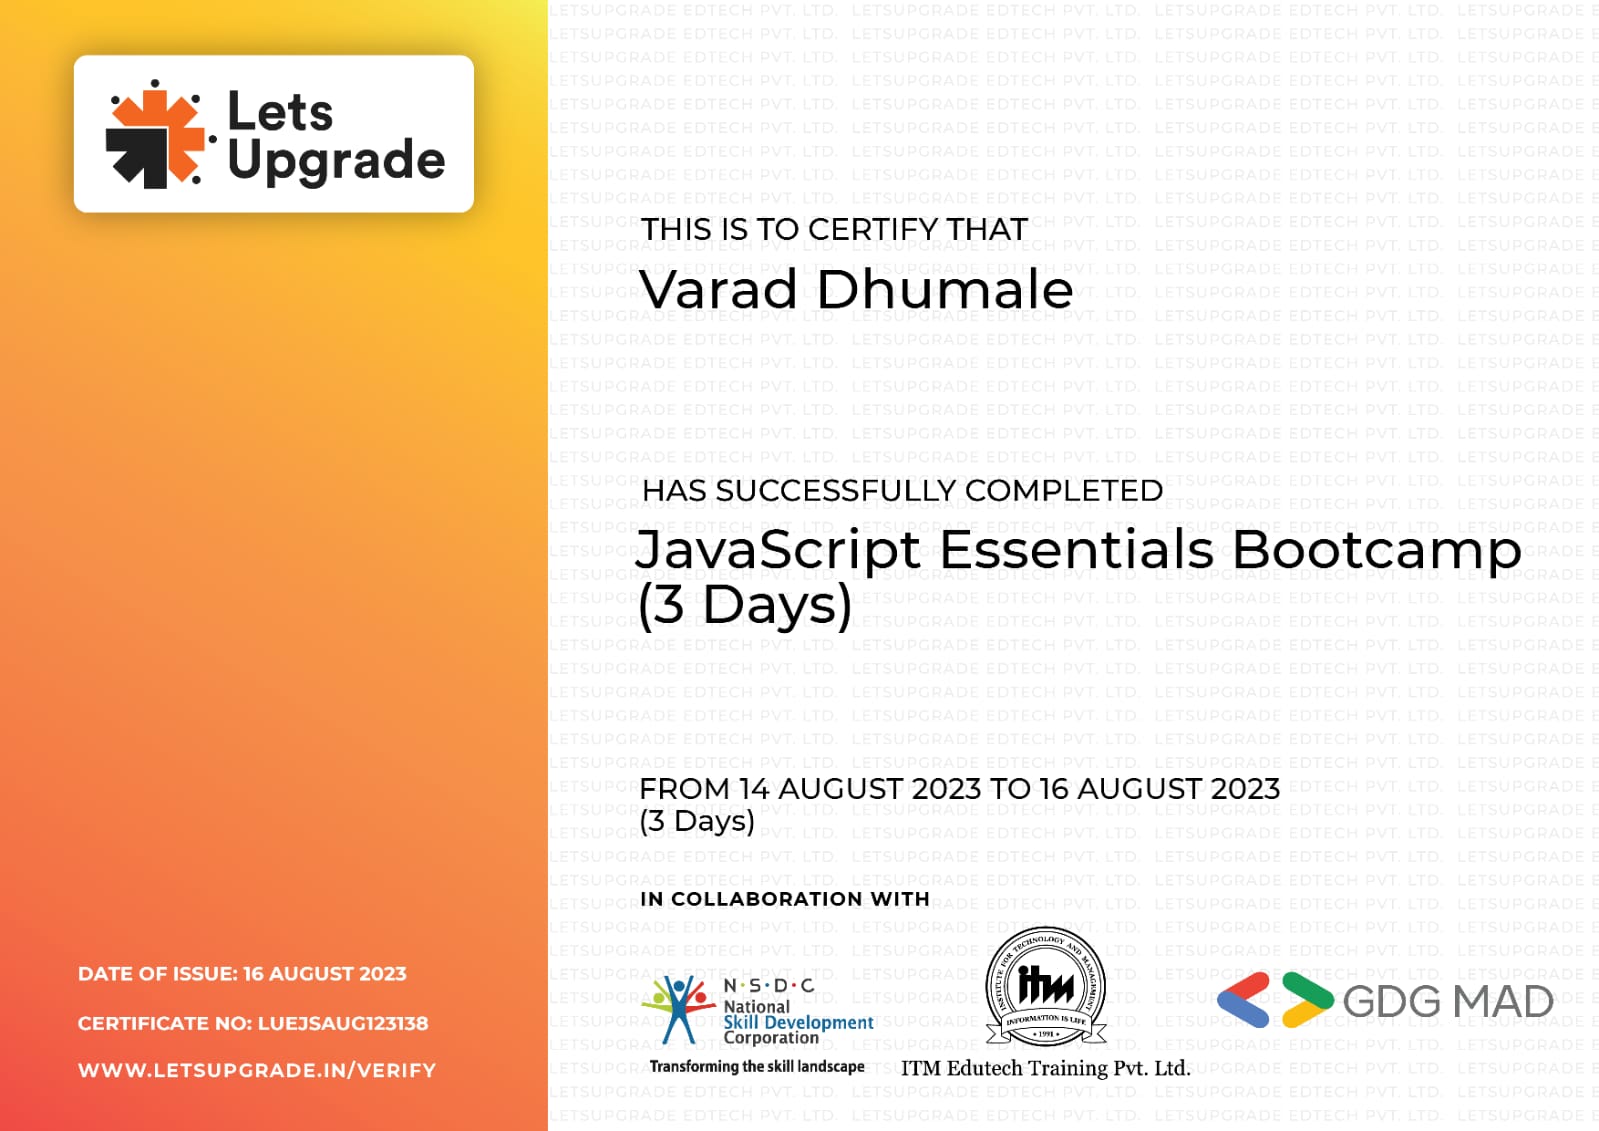 Lets
Upgrade
THIS IS TO CERTIFY THAT
Varad Dhumale
HAS SUCCESSFULLY COMPLETED
JavaScript Essentials Bootcamp
(3 Days)
FROM 14 AUGUST 2023 TO 16 AUGUST 2023
(3 Days)
IN COLLABORATION WITH
N·S·D·C
National
Skill Development
Corporation
Transforming the skill landscape
INSTITUTE FOR TECHNOLOGY AND MANAGEMENT
itm
INFORMATION IS LIFE
• 1991 •
ITM Edutech Training Pvt. Ltd.
GDG MAD
DATE OF ISSUE: 16 AUGUST 2023
CERTIFICATE NO: LUEJSAUG123138
WWW.LETSUPGRADE.IN/VERIFY
LETSUPGRADE EDTECH PVT. LTD.